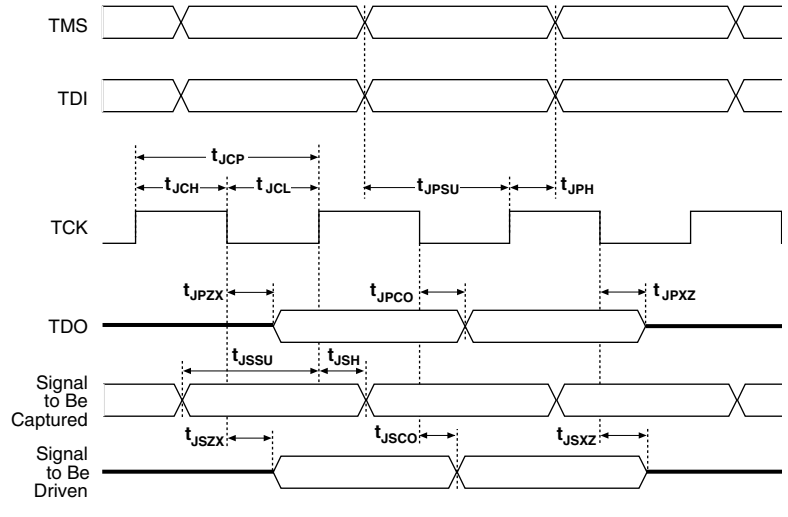 TMS
TDI
tJCP
tJCH
tJCL
tJPSU
tJPH
TCK
tJPZX
tJPCO
tJPXZ
TDO
tJSSU
tJSH
Signal
to Be
Captured
tJSZX
tJSCO
tJSXZ
Signal
to Be
Driven